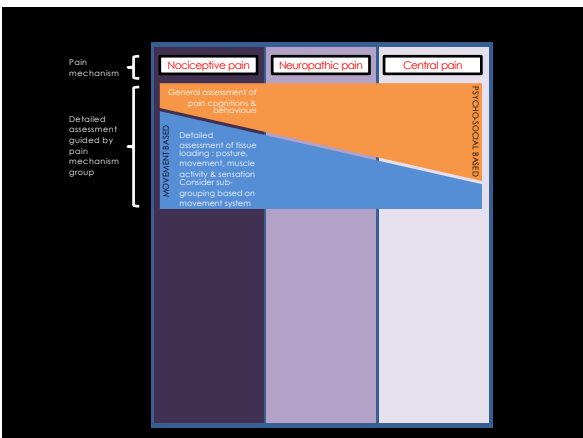 Pain
mechanism
Nociceptive pain
Neuropathic pain
Central pain
General assessment of
pain cognitions &
behaviours
PSYCHO-SOCIAL BASED
Detailed
assessment
guided by
pain
mechanism
group
MOVEMENT BASED
Detailed
assessment of tissue
loading : posture,
movement, muscle
activity & sensation
Consider sub-
grouping based on
movement system